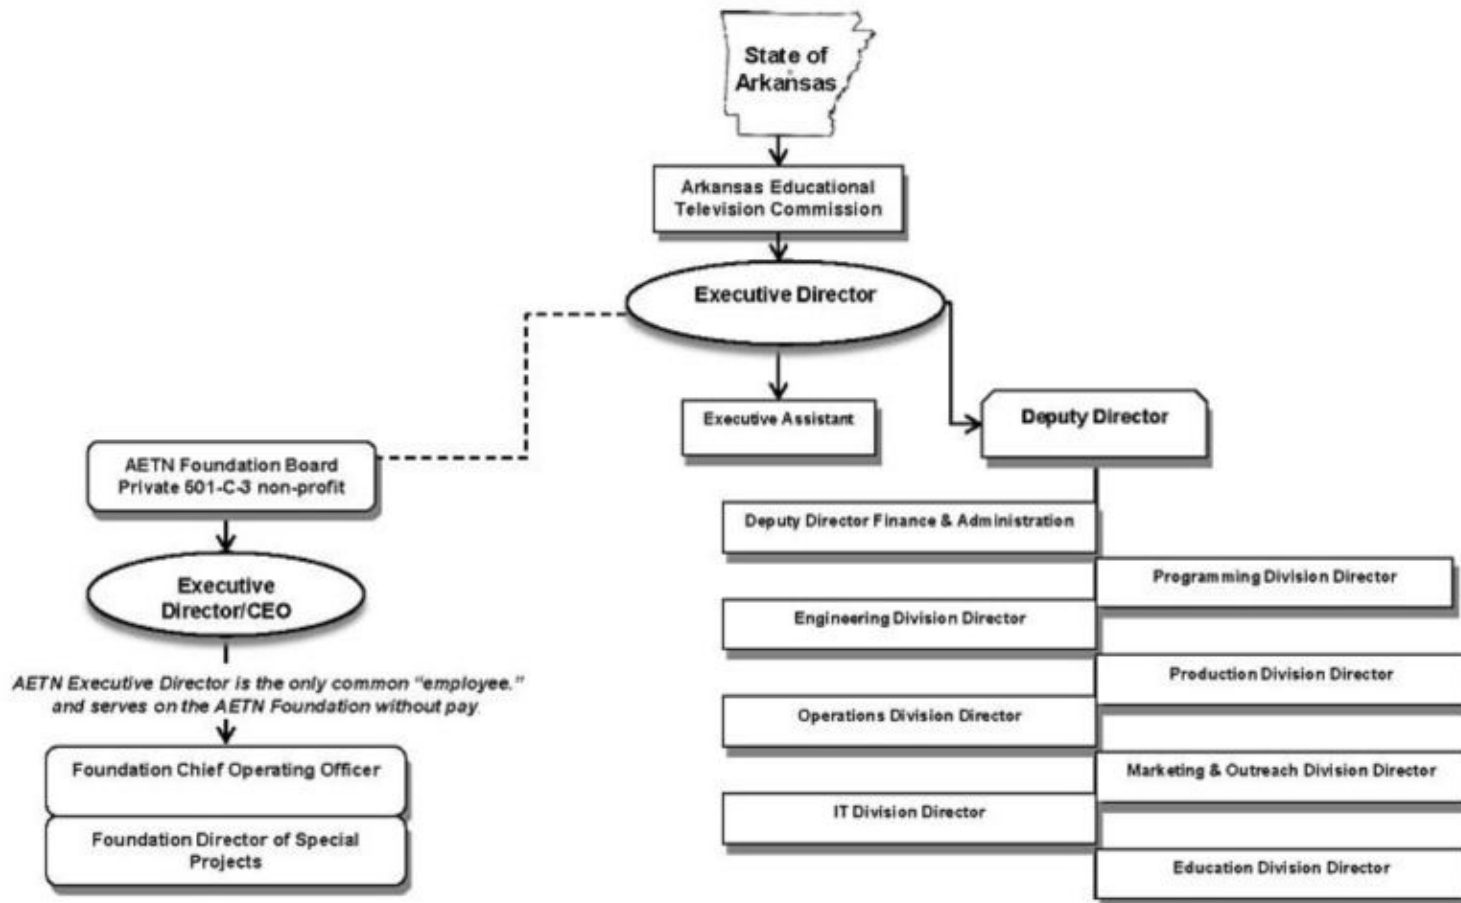 State of
Arkansas
Arkansas Educational
Television Commission
Executive Director
Executive Assistant
Deputy Director
AETN Foundation Board
Private 501-C-3 non-profit
Executive
Director/CEO
AETN Executive Director is the only common "employee."
and serves on the AETN Foundation without pay.
Foundation Chief Operating Officer
Foundation Director of Special
Projects
Deputy Director Finance & Administration
Programming Division Director
Engineering Division Director
Production Division Director
Operations Division Director
Marketing & Outreach Division Director
IT Division Director
Education Division Director